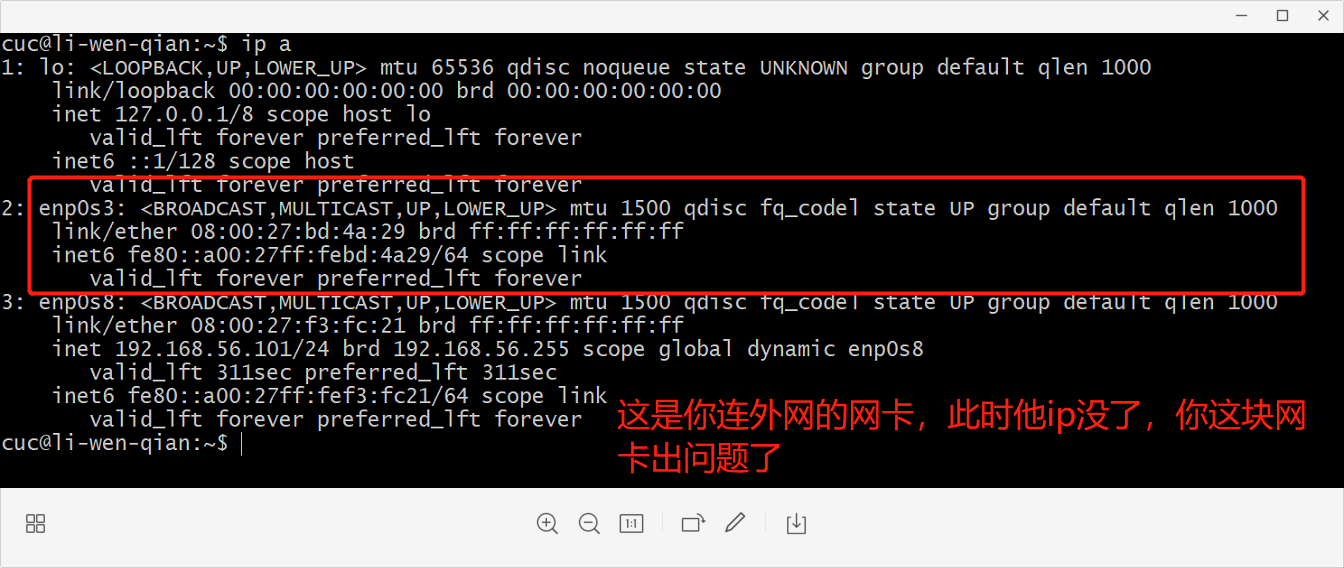 cuc@li-wen-qian:~$ ip a
1: lo: <LOOPBACK,UP,LOWER_UP> mtu 65536 qdisc noqueue state UNKNOWN group default qlen 1000
link/loopback 00:00:00:00:00:00 brd 00:00:00:00:00:00
inet 127.0.0.1/8 scope host lo
valid_lft forever preferred_lft forever
inet6 ::1/128 scope host
valid_lft forever preferred_lft forever
2: enp0s3: <BROADCAST,MULTICAST,UP,LOWER_UP> mtu 1500 qdisc fq_codel state UP group default qlen 1000
link/ether 08:00:27:bd:4a:29 brd ff:ff:ff:ff:ff:ff
inet6 fe80::a00:27ff:febd:4a29/64 scope link
valid_lft forever preferred_lft forever
3: enp0s8: <BROADCAST,MULTICAST,UP,LOWER_UP> mtu 1500 qdisc fq_codel state UP group default qlen 1000
link/ether 08:00:27:f3:fc:21 brd ff:ff:ff:ff:ff:ff
inet 192.168.56.101/24 brd 192.168.56.255 scope global dynamic enp0s8
valid_lft 311sec preferred_lft 311sec
inet6 fe80::a00:27ff:fef3:fc21/64 scope link
valid_lft forever preferred_lft forever
cuc@li-wen-qian:~$
这是你连外网的网卡，此时他ip没了，你这块网
卡出问题了
1:1